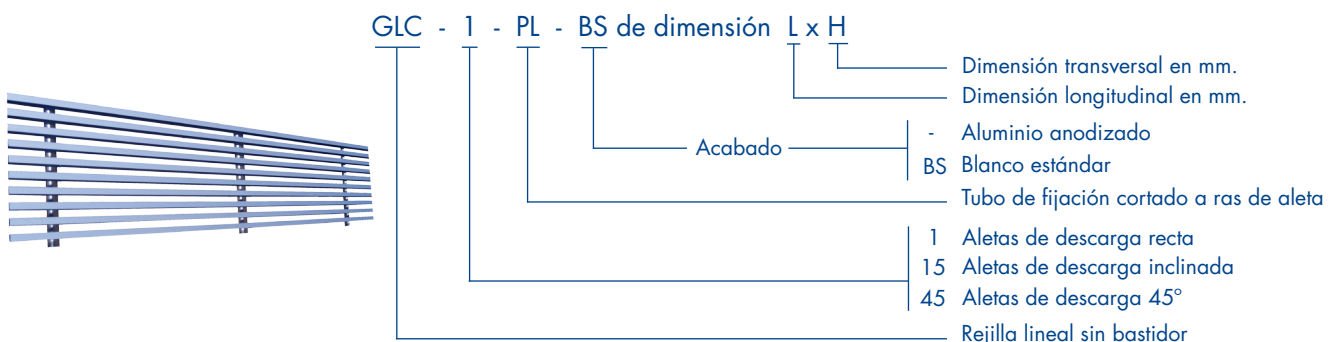 GLC - 1 - PL - BS de dimensión L x H
Dimensión transversal en mm.
Dimensión longitudinal en mm.
Acabado
- Aluminio anodizado
BS Blanco estándar
Tubo de fijación cortado a ras de aleta
1 Aletas de descarga recta
15 Aletas de descarga inclinada
45 Aletas de descarga 45°
Rejilla lineal sin bastidor